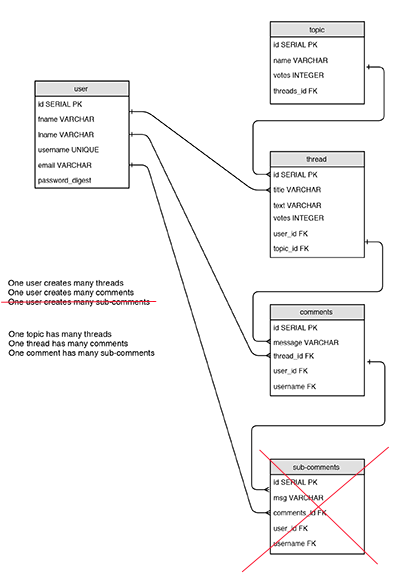 topic
id SERIAL PK
name VARCHAR
votes INTEGER
threads_id FK
user
id SERIAL PK
fname VARCHAR
lname VARCHAR
username UNIQUE
email VARCHAR
password_digest
thread
id SERIAL PK
title VARCHAR
text VARCHAR
votes INTEGER
user_id FK
topic_id FK
One user creates many threads
One user creates many comments
One user creates many sub-comments
One topic has many threads
One thread has many comments
One comment has many sub-comments
comments
id SERIAL PK
message VARCHAR
thread_id FK
user_id FK
username FK
sub-comments
id SERIAL PK
msg VARCHAR
comments_id FK
user_id FK
username FK